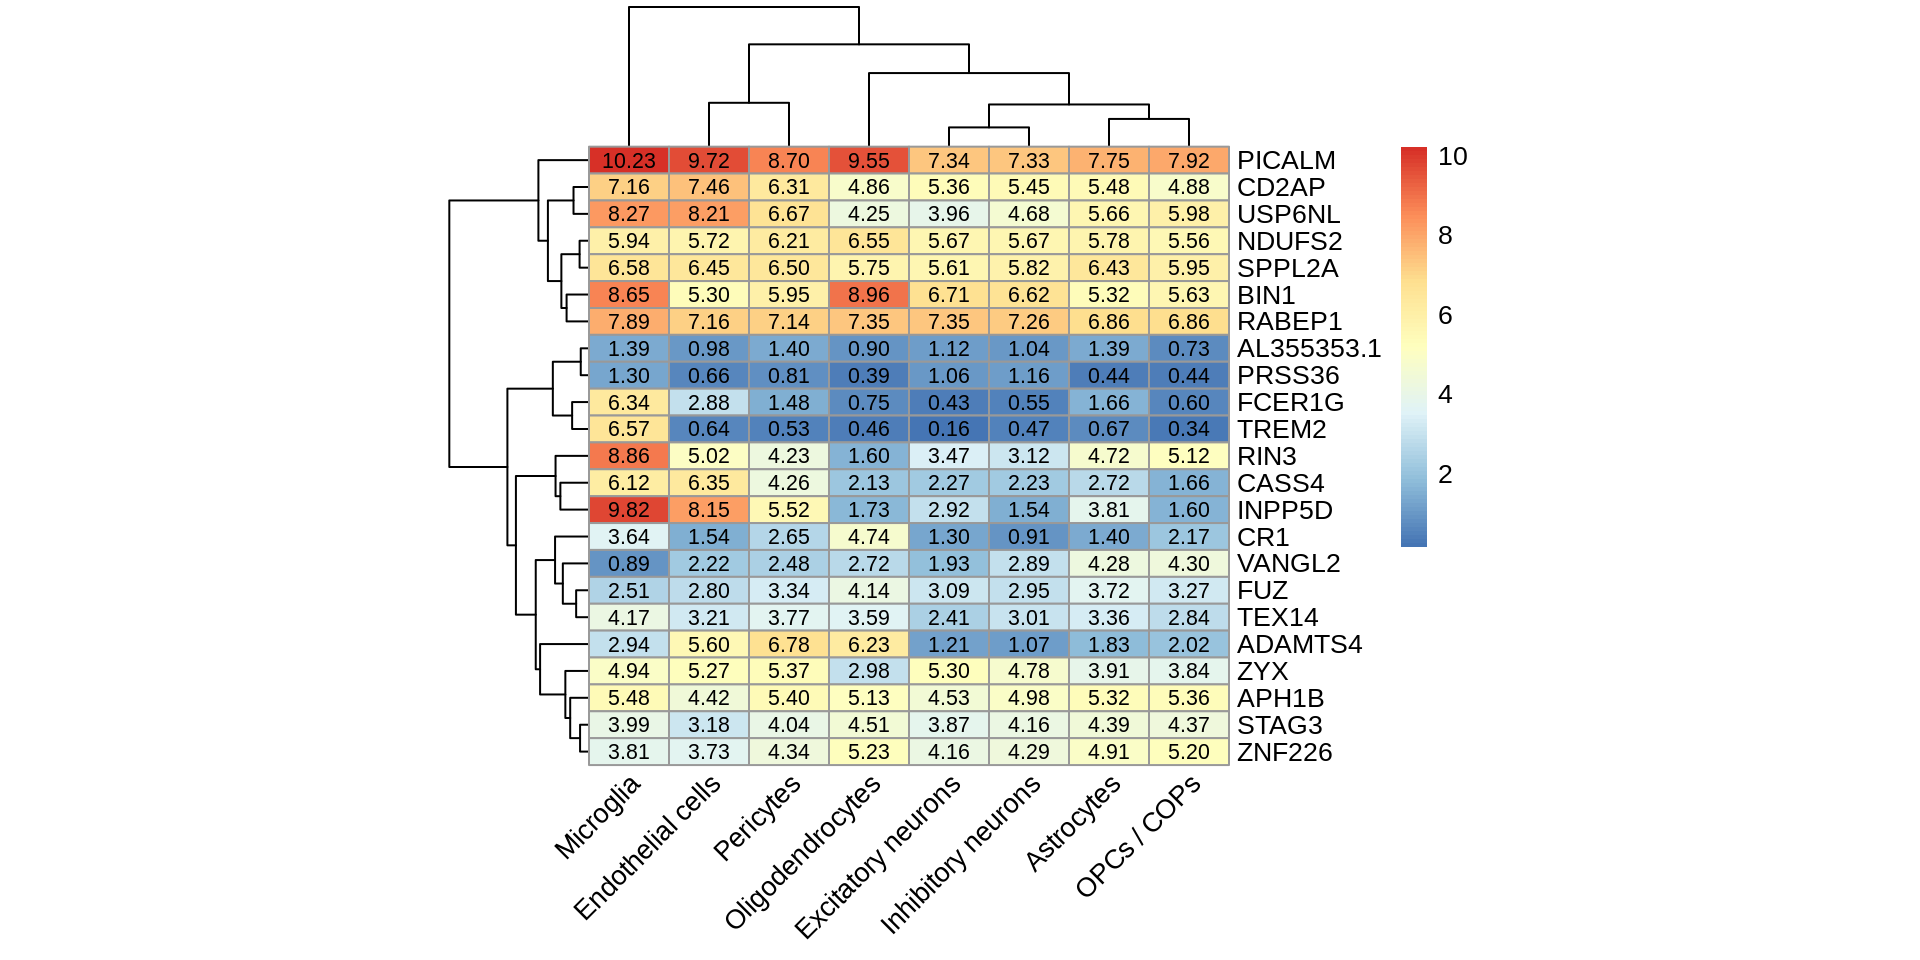 10.23 9.72 8.70 9.55 7.34 7.33 7.75 7.92 PICALM
7.16 7.46 6.31 4.86 5.36 5.45 5.48 4.88 CD2AP
8.27 8.21 6.67 4.25 3.96 4.68 5.66 5.98 USP6NL
5.94 5.72 6.21 6.55 5.67 5.67 5.78 5.56 NDUFS2
6.58 6.45 6.50 5.75 5.61 5.82 6.43 5.95 SPPL2A
8.65 5.30 5.95 8.96 6.71 6.62 5.32 5.63 BIN1
7.89 7.16 7.14 7.35 7.35 7.26 6.86 6.86 RABEP1
1.39 0.98 1.40 0.90 1.12 1.04 1.39 0.73 AL355353.1
1.30 0.66 0.81 0.39 1.06 1.16 0.44 0.44 PRSS36
6.34 2.88 1.48 0.75 0.43 0.55 1.66 0.60 FCER1G
6.57 0.64 0.53 0.46 0.16 0.47 0.67 0.34 TREM2
8.86 5.02 4.23 1.60 3.47 3.12 4.72 5.12 RIN3
6.12 6.35 4.26 2.13 2.27 2.23 2.72 1.66 CASS4
9.82 8.15 5.52 1.73 2.92 1.54 3.81 1.60 INPP5D
3.64 1.54 2.65 4.74 1.30 0.91 1.40 2.17 CR1
0.89 2.22 2.48 2.72 1.93 2.89 4.28 4.30 VANGL2
2.51 2.80 3.34 4.14 3.09 2.95 3.72 3.27 FUZ
4.17 3.21 3.77 3.59 2.41 3.01 3.36 2.84 TEX14
2.94 5.60 6.78 6.23 1.21 1.07 1.83 2.02 ADAMTS4
4.94 5.27 5.37 2.98 5.30 4.78 3.91 3.84 ZYX
5.48 4.42 5.40 5.13 4.53 4.98 5.32 5.36 APH1B
3.99 3.18 4.04 4.51 3.87 4.16 4.39 4.37 STAG3
3.81 3.73 4.34 5.23 4.16 4.29 4.91 5.20 ZNF226
Microglia
Endothelial cells
Pericytes
Oligodendrocytes
Excitatory neurons
Inhibitory neurons
Astrocytes
OPCs / COPs
10
8
6
4
2